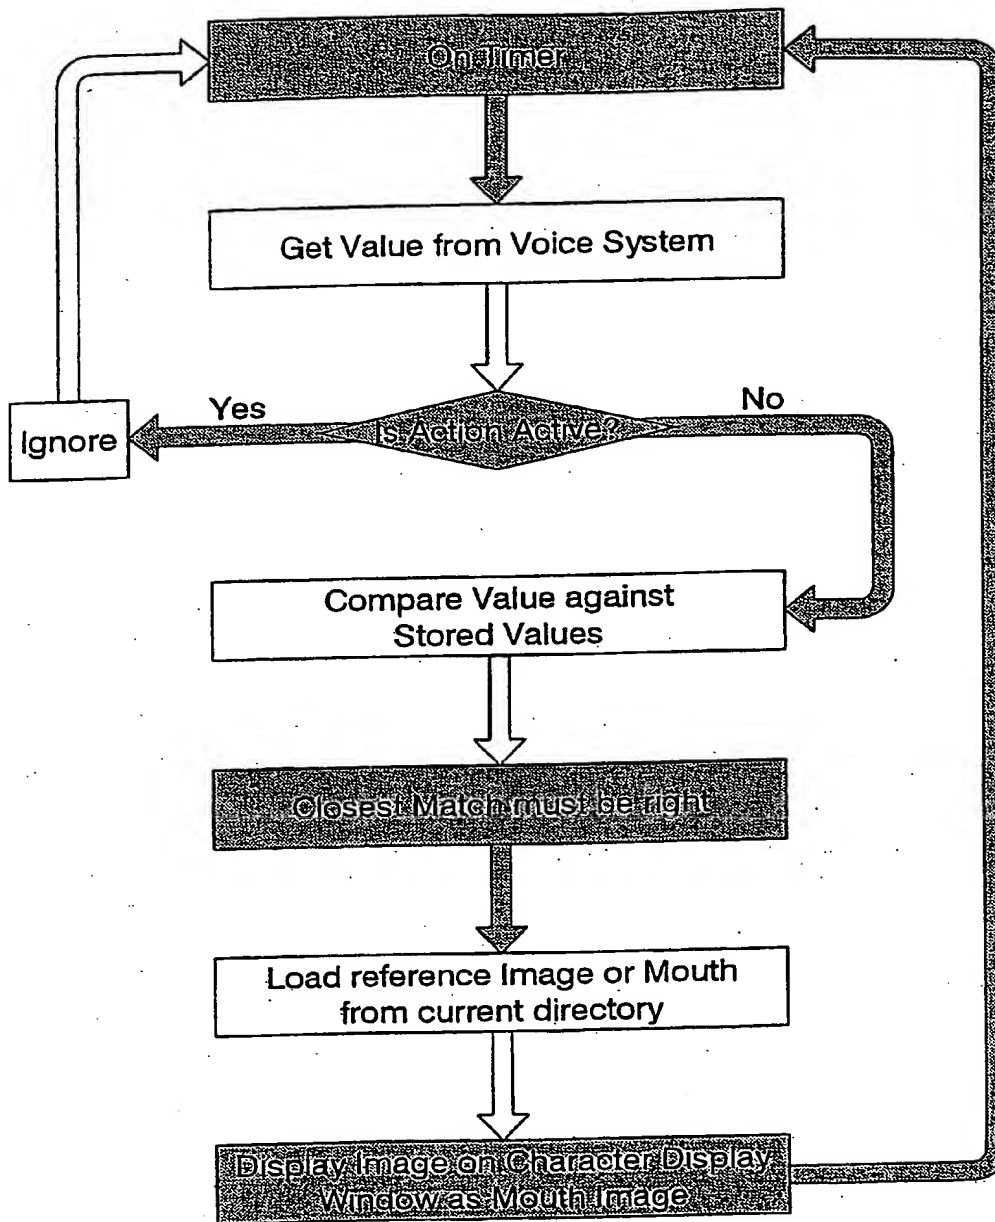 On Timer
Get Value from Voice System
Is Action Active?
Yes
No
Ignore
Compare Value against
Stored Values
Closest Match must be right
Load reference Image or Mouth
from current directory
Display Image on Character Display
Window as Mouth Image